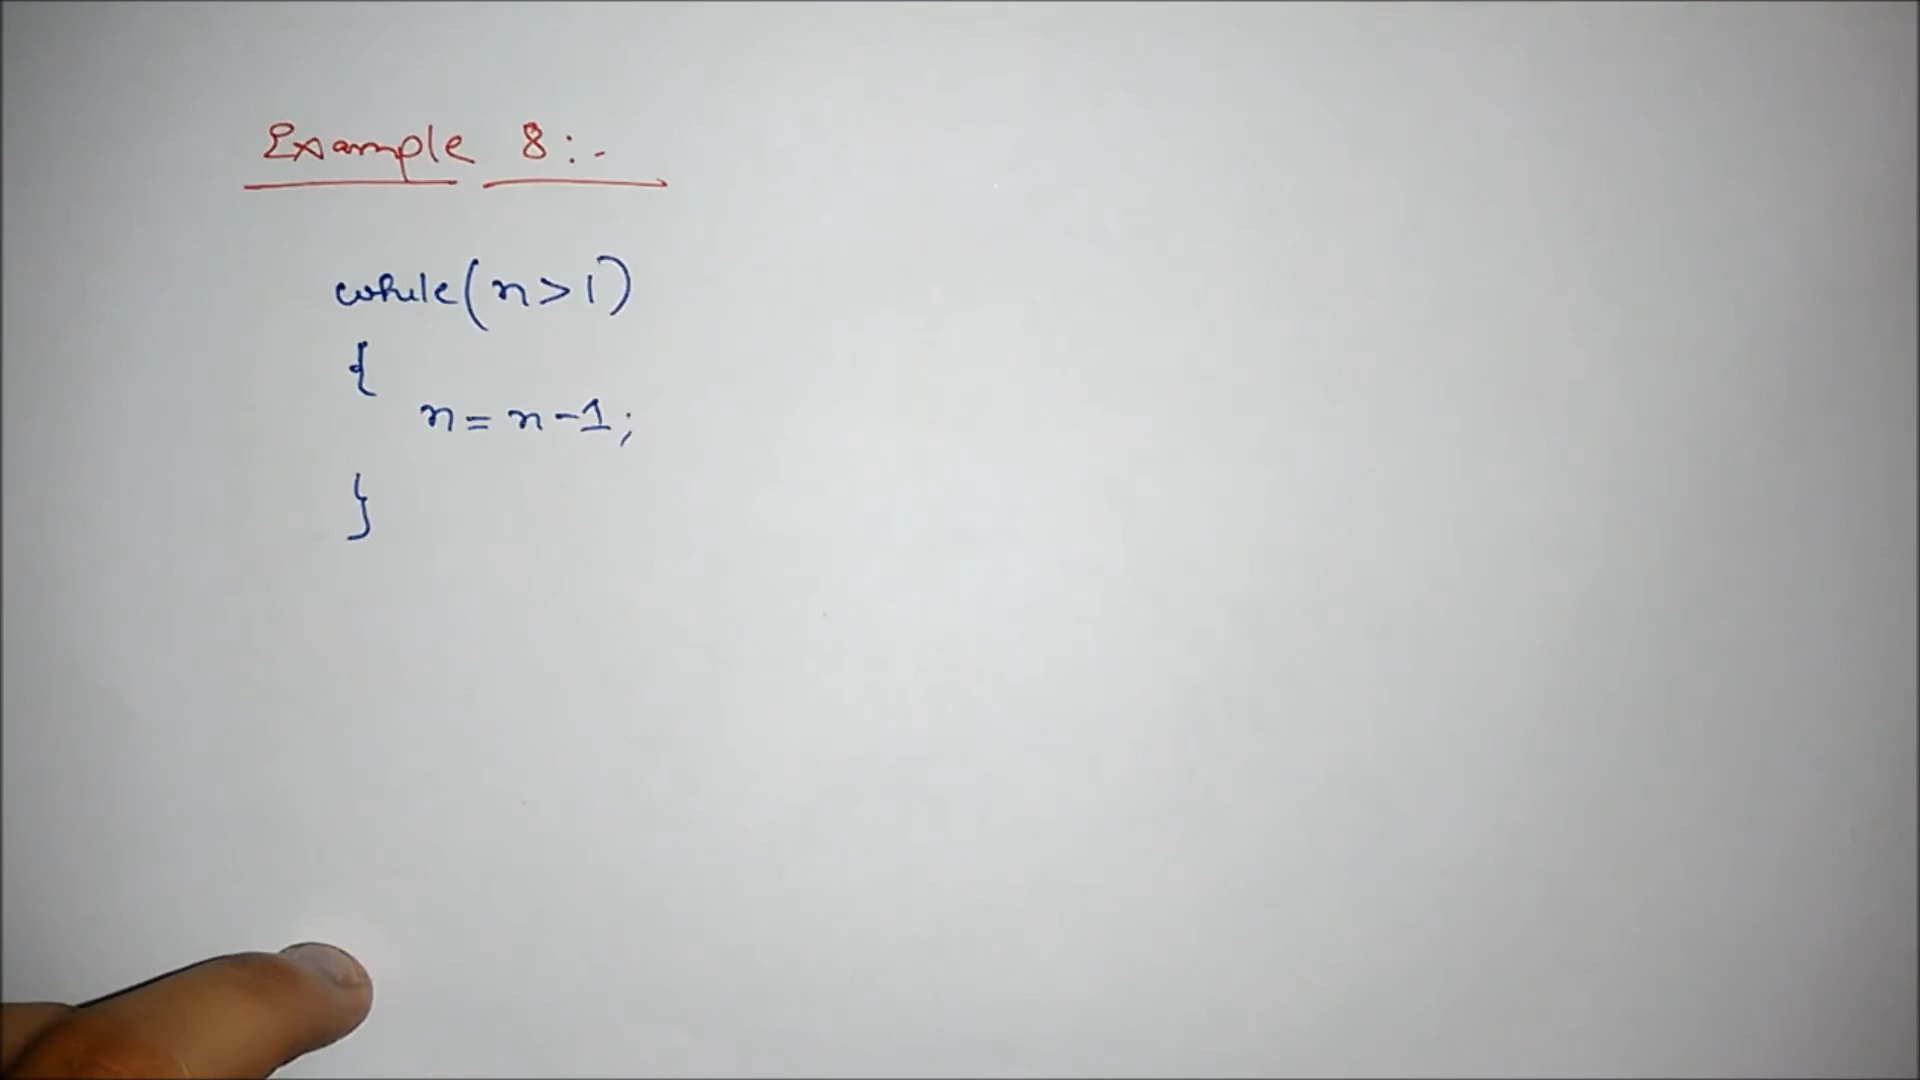 Example 8:-
while(n>1)
{
n=n-1;
}